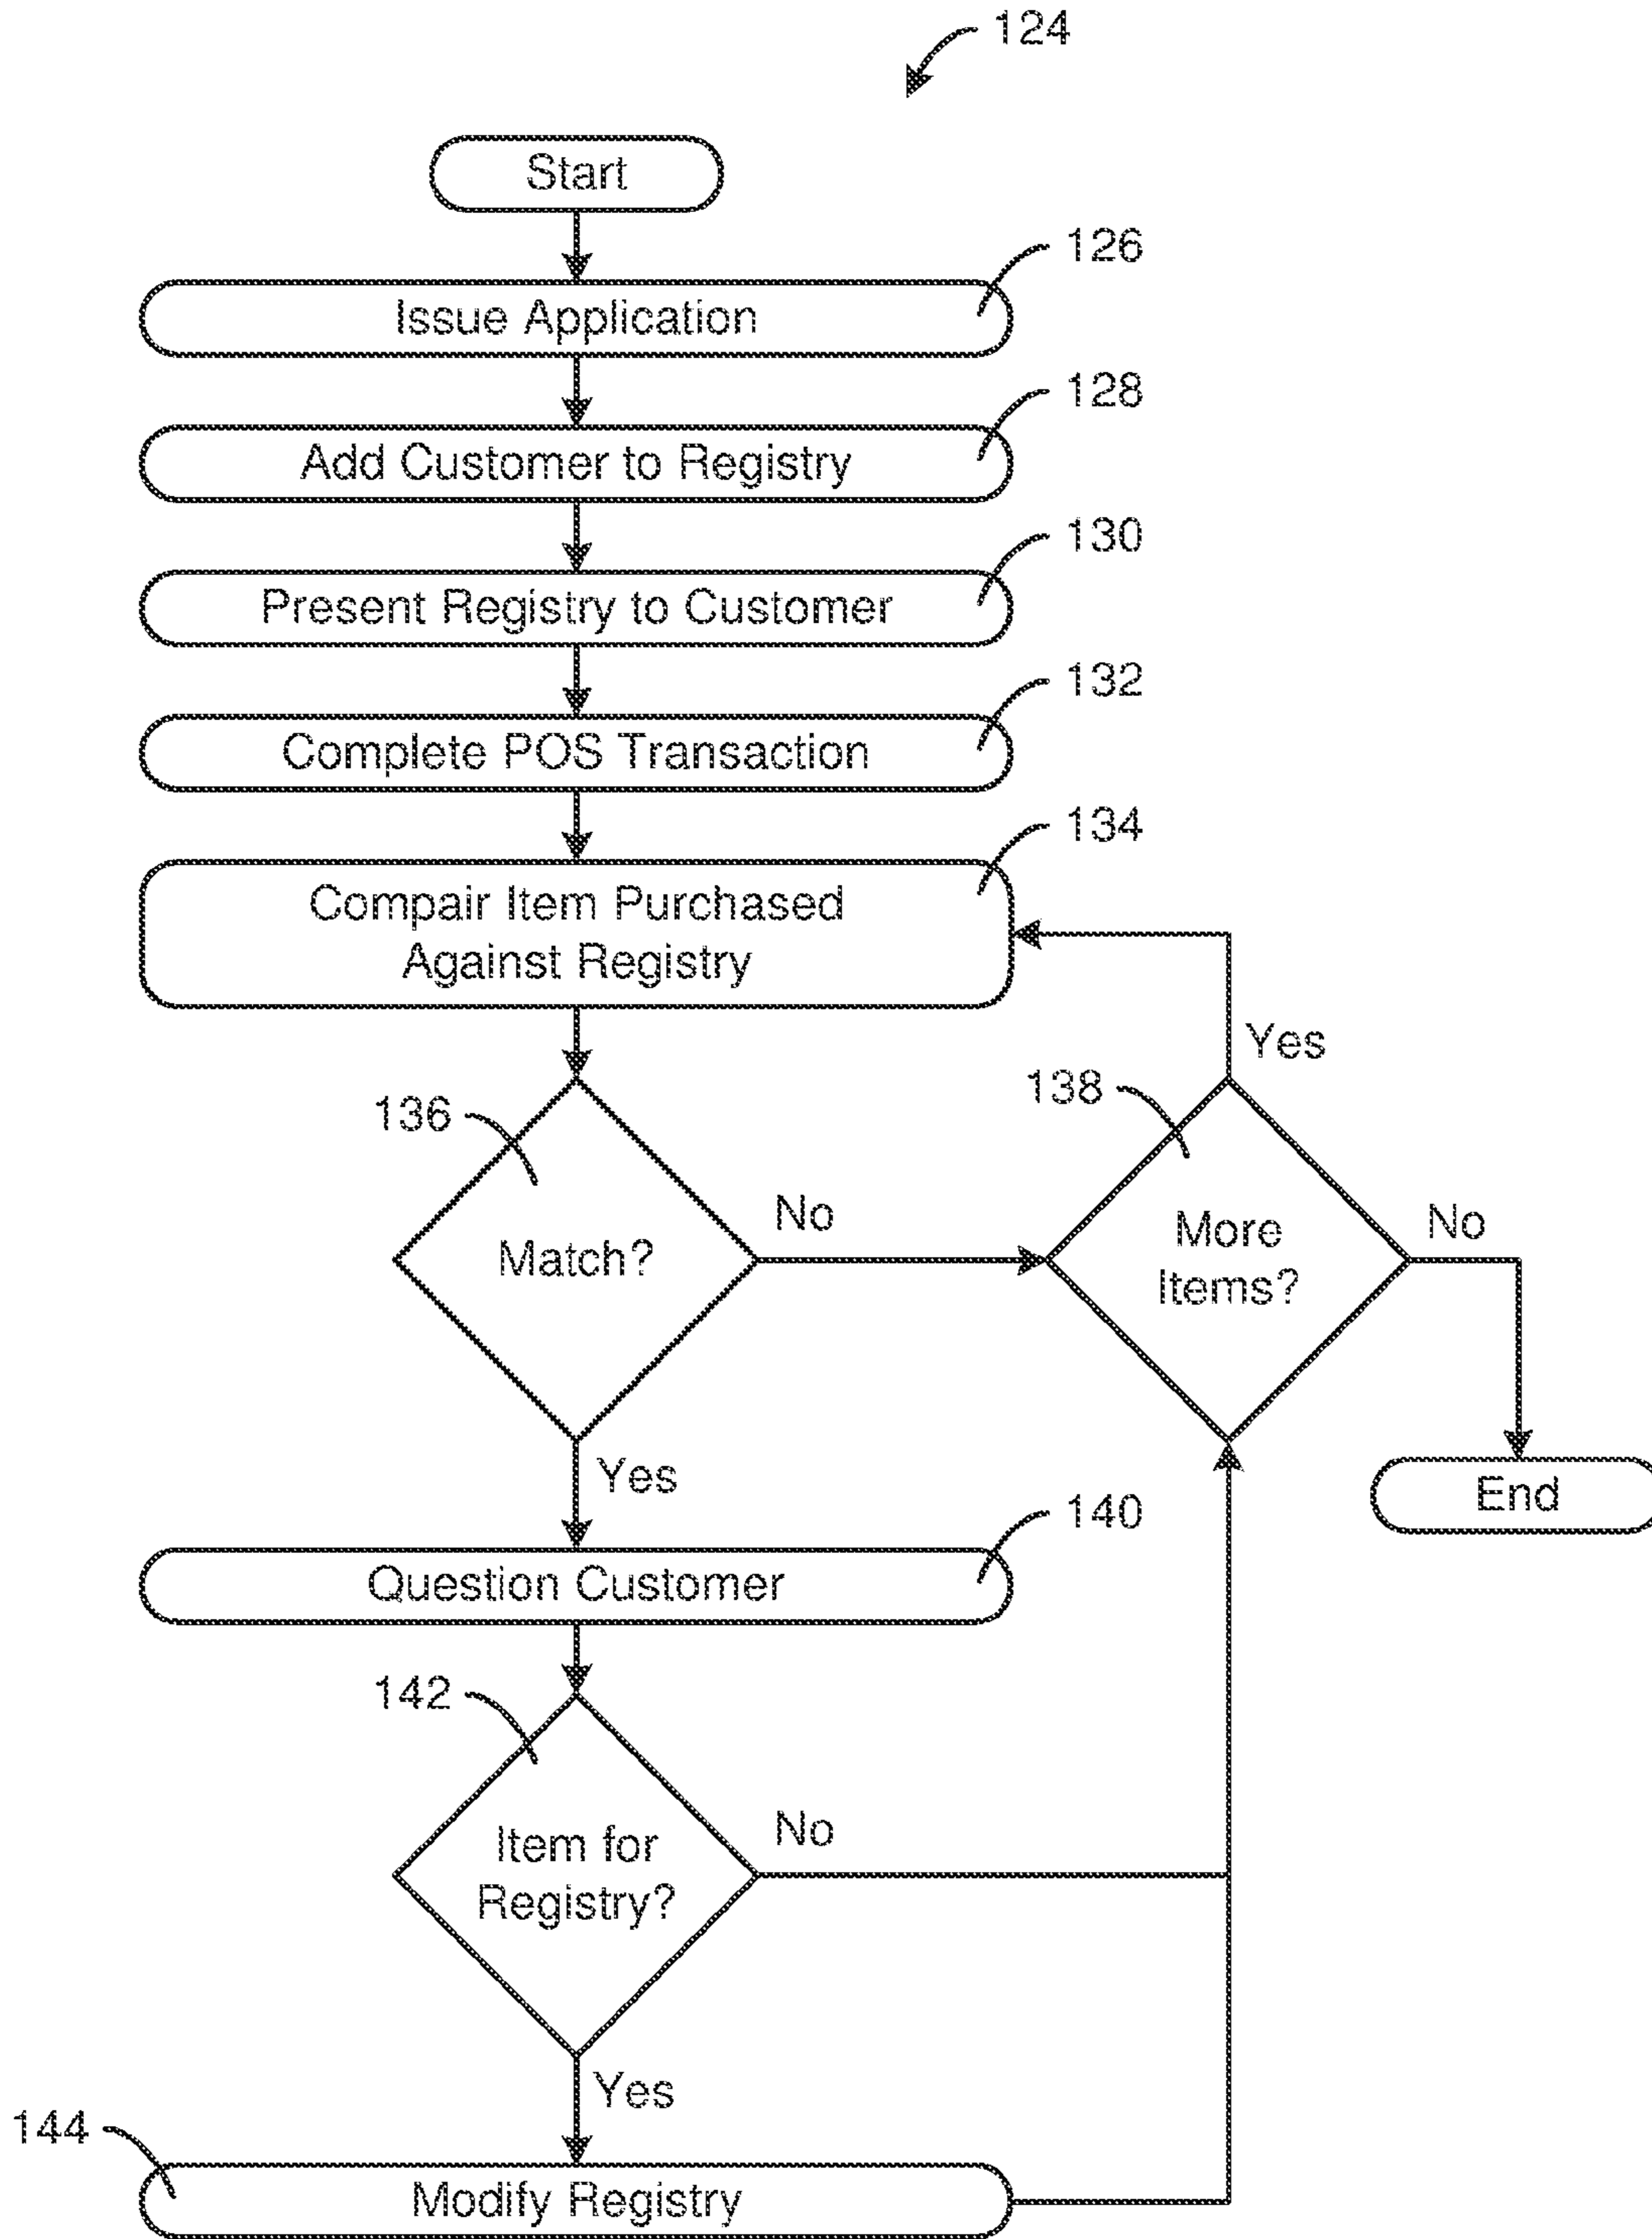 124
Start
126
Issue Application
128
Add Customer to Registry
130
Present Registry to Customer
132
Complete POS Transaction
134
Compair Item Purchased
Against Registry
Yes
138
136
No
No
More
Items?
Match?
Yes
End
140
Question Customer
142
No
Item for
Registry?
Yes
144
Modify Registry